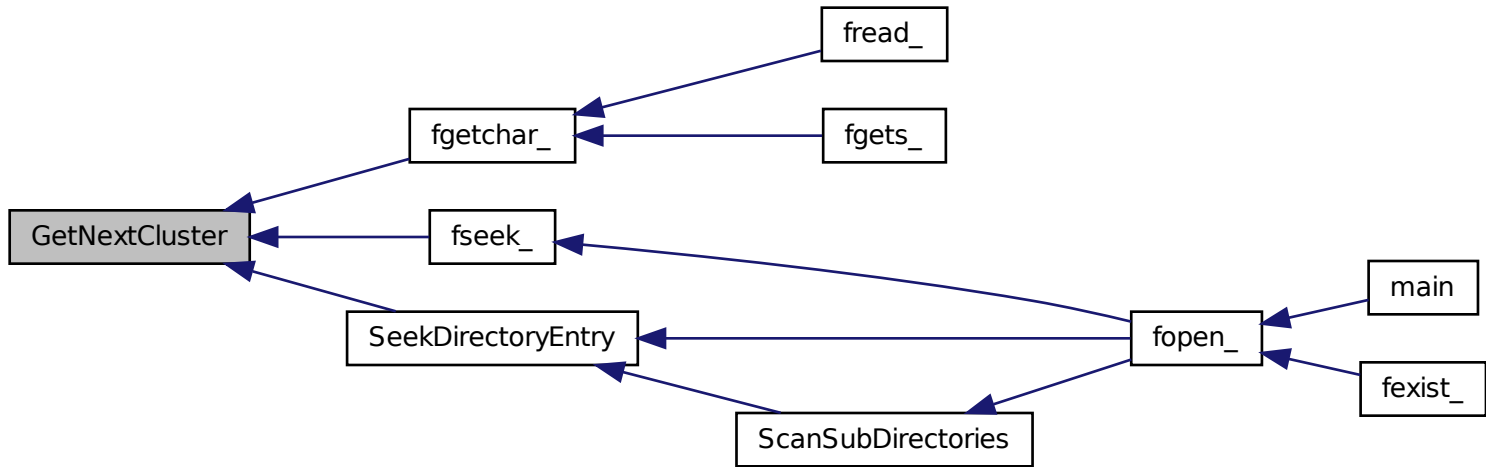 fread_
fgetchar_
fgets_
GetNextCluster
fseek_
main
SeekDirectoryEntry
fopen_
fexist_
ScanSubDirectories